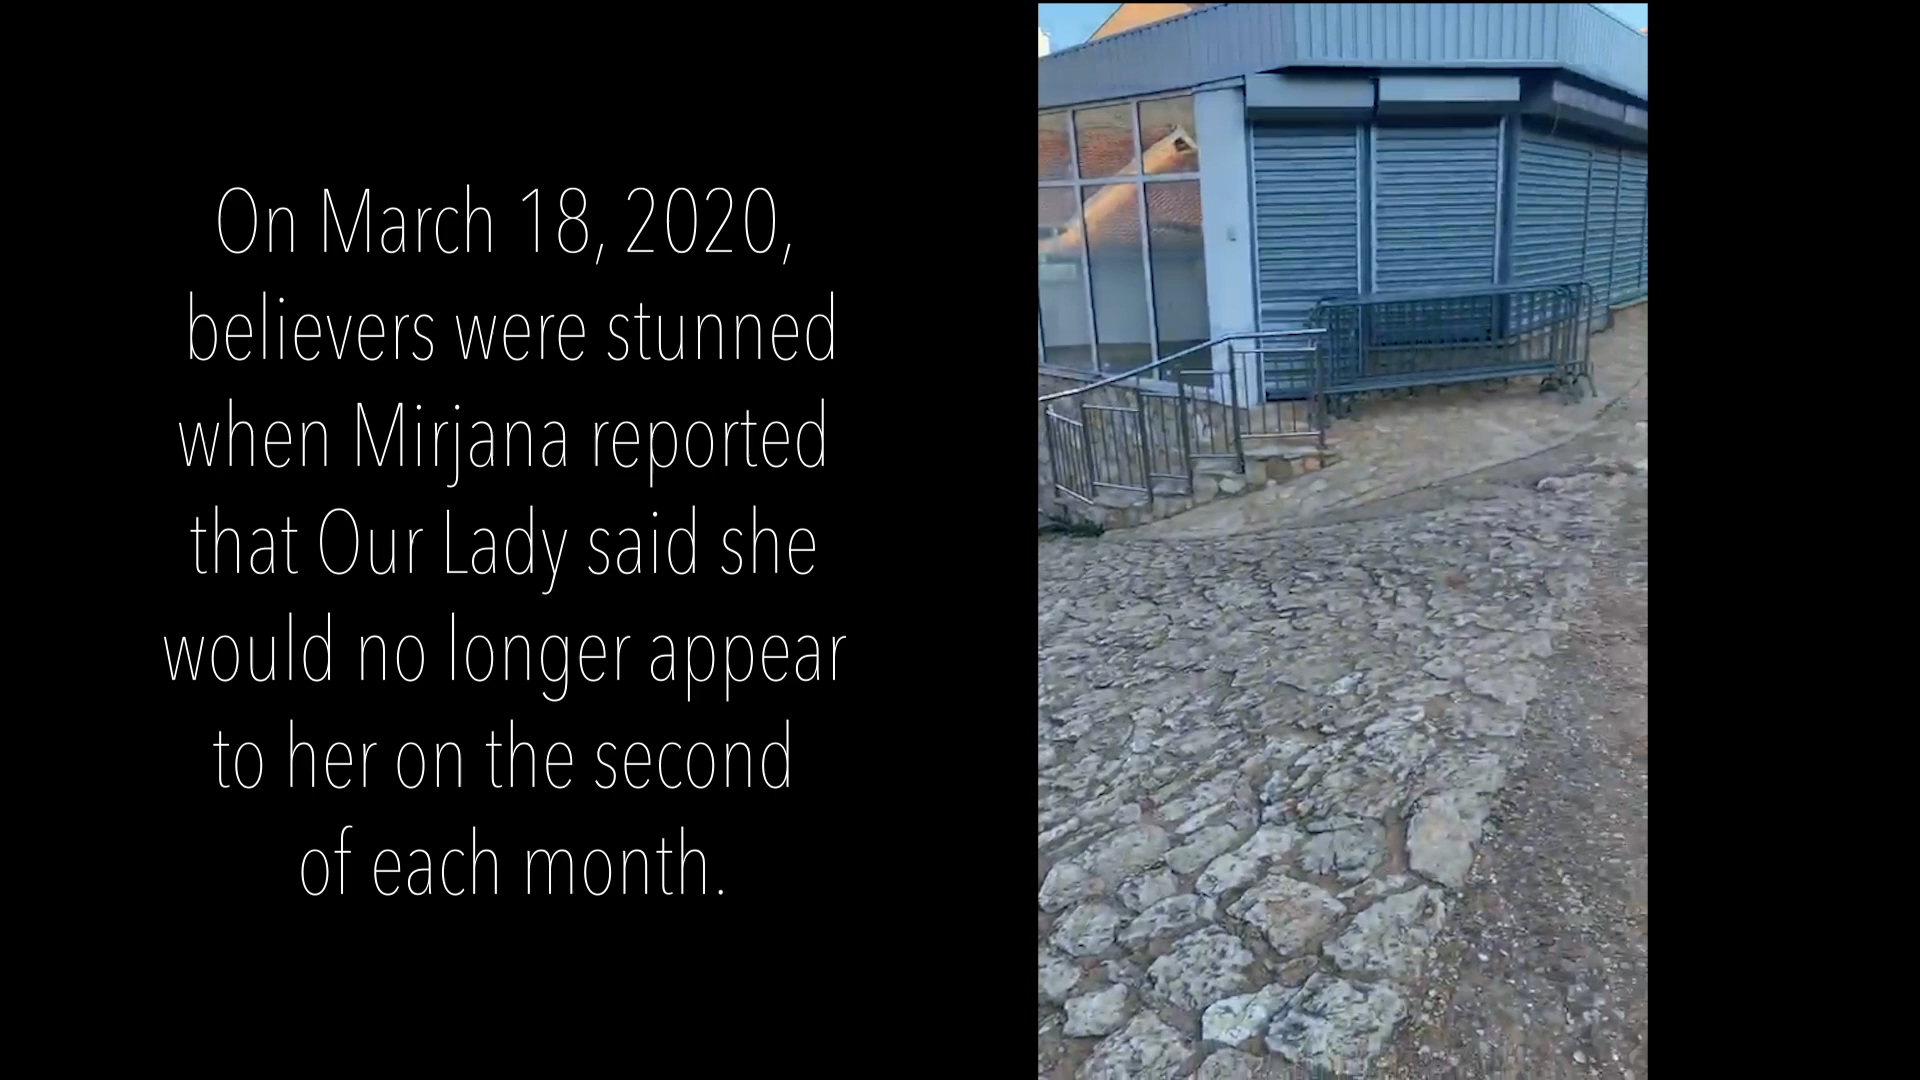 On March 18, 2020,
believers were stunned
when Mirjana reported
that Our Lady said she
would no longer appear
to her on the second
of each month.